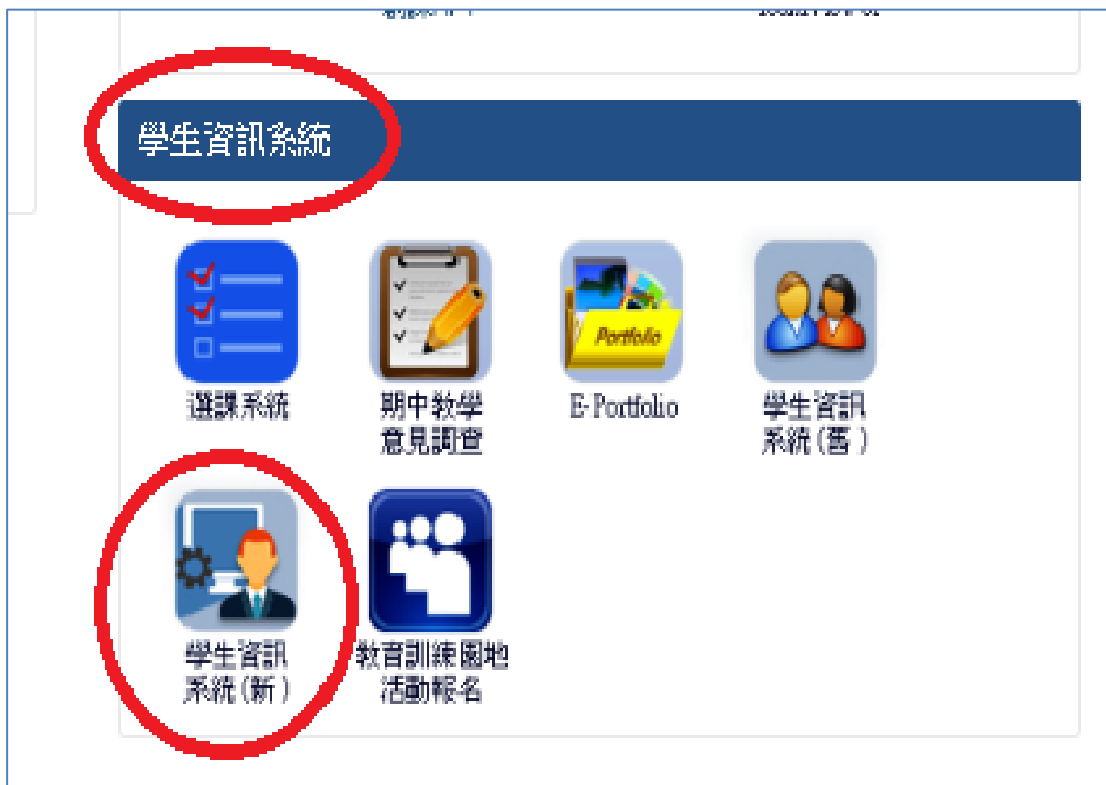 學生資訊系統
Portfolio
選課系統
期中教學
意見調查
E-Portfolio
學生資訊
系統(舊)
學生資訊
系統(新)
教育訓練園地
活動報名